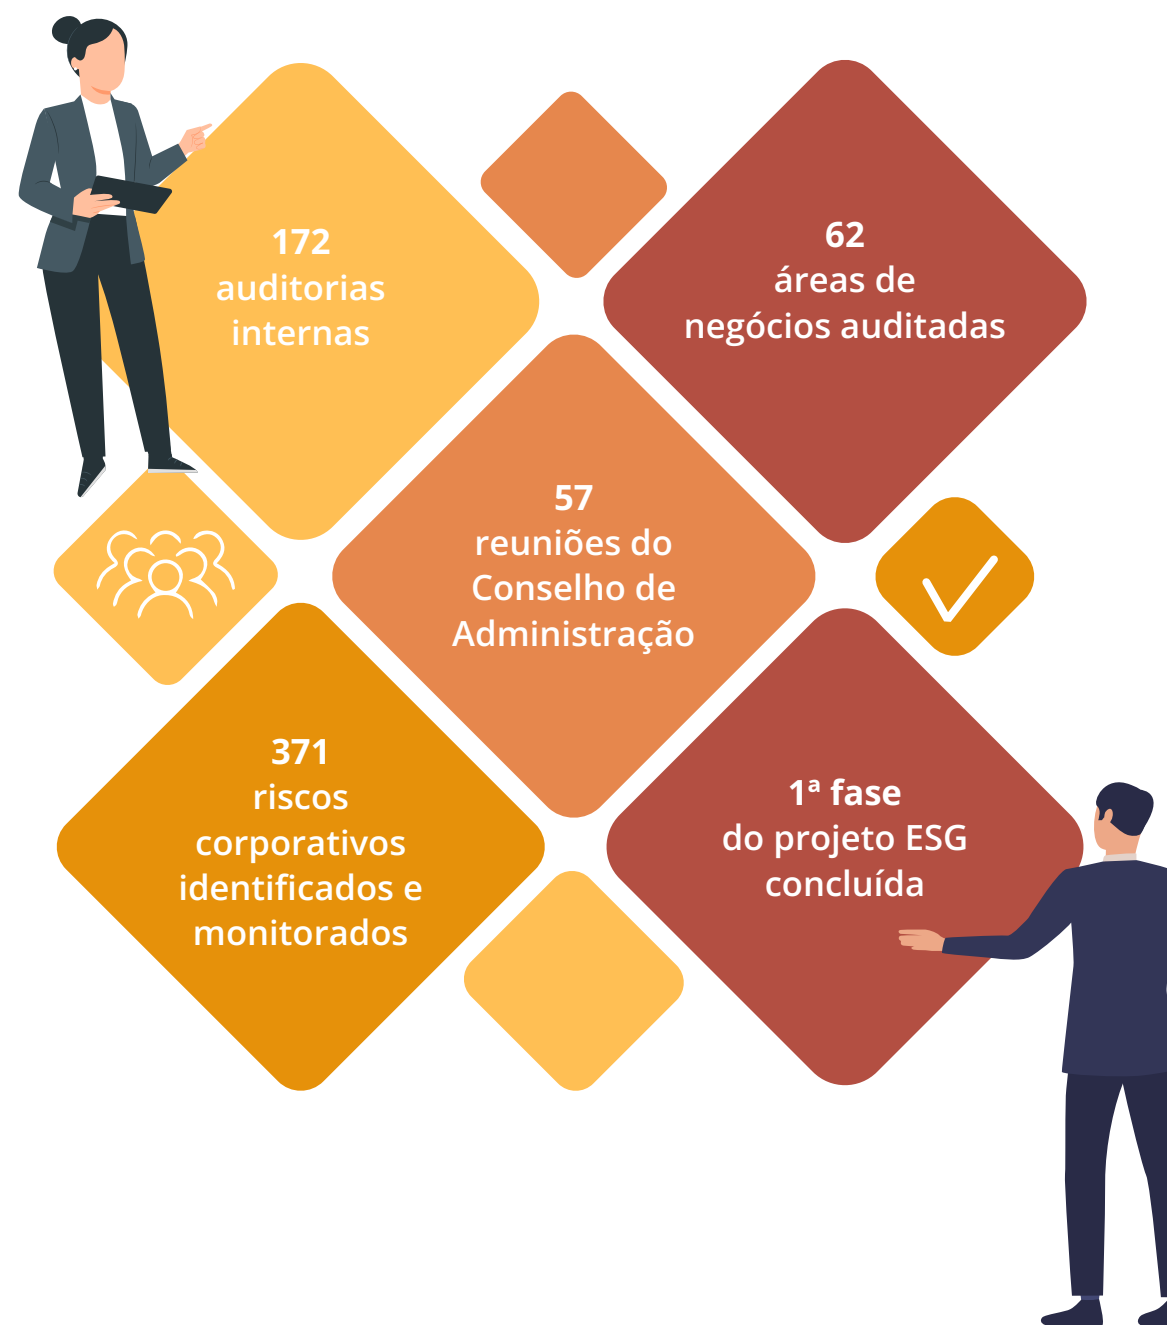 172
auditorias
internas
62
áreas de
negócios auditadas
57
reuniões do
Conselho de
Administração
371
riscos
corporativos
identificados e
monitorados
1ª fase
do projeto ESG
concluída